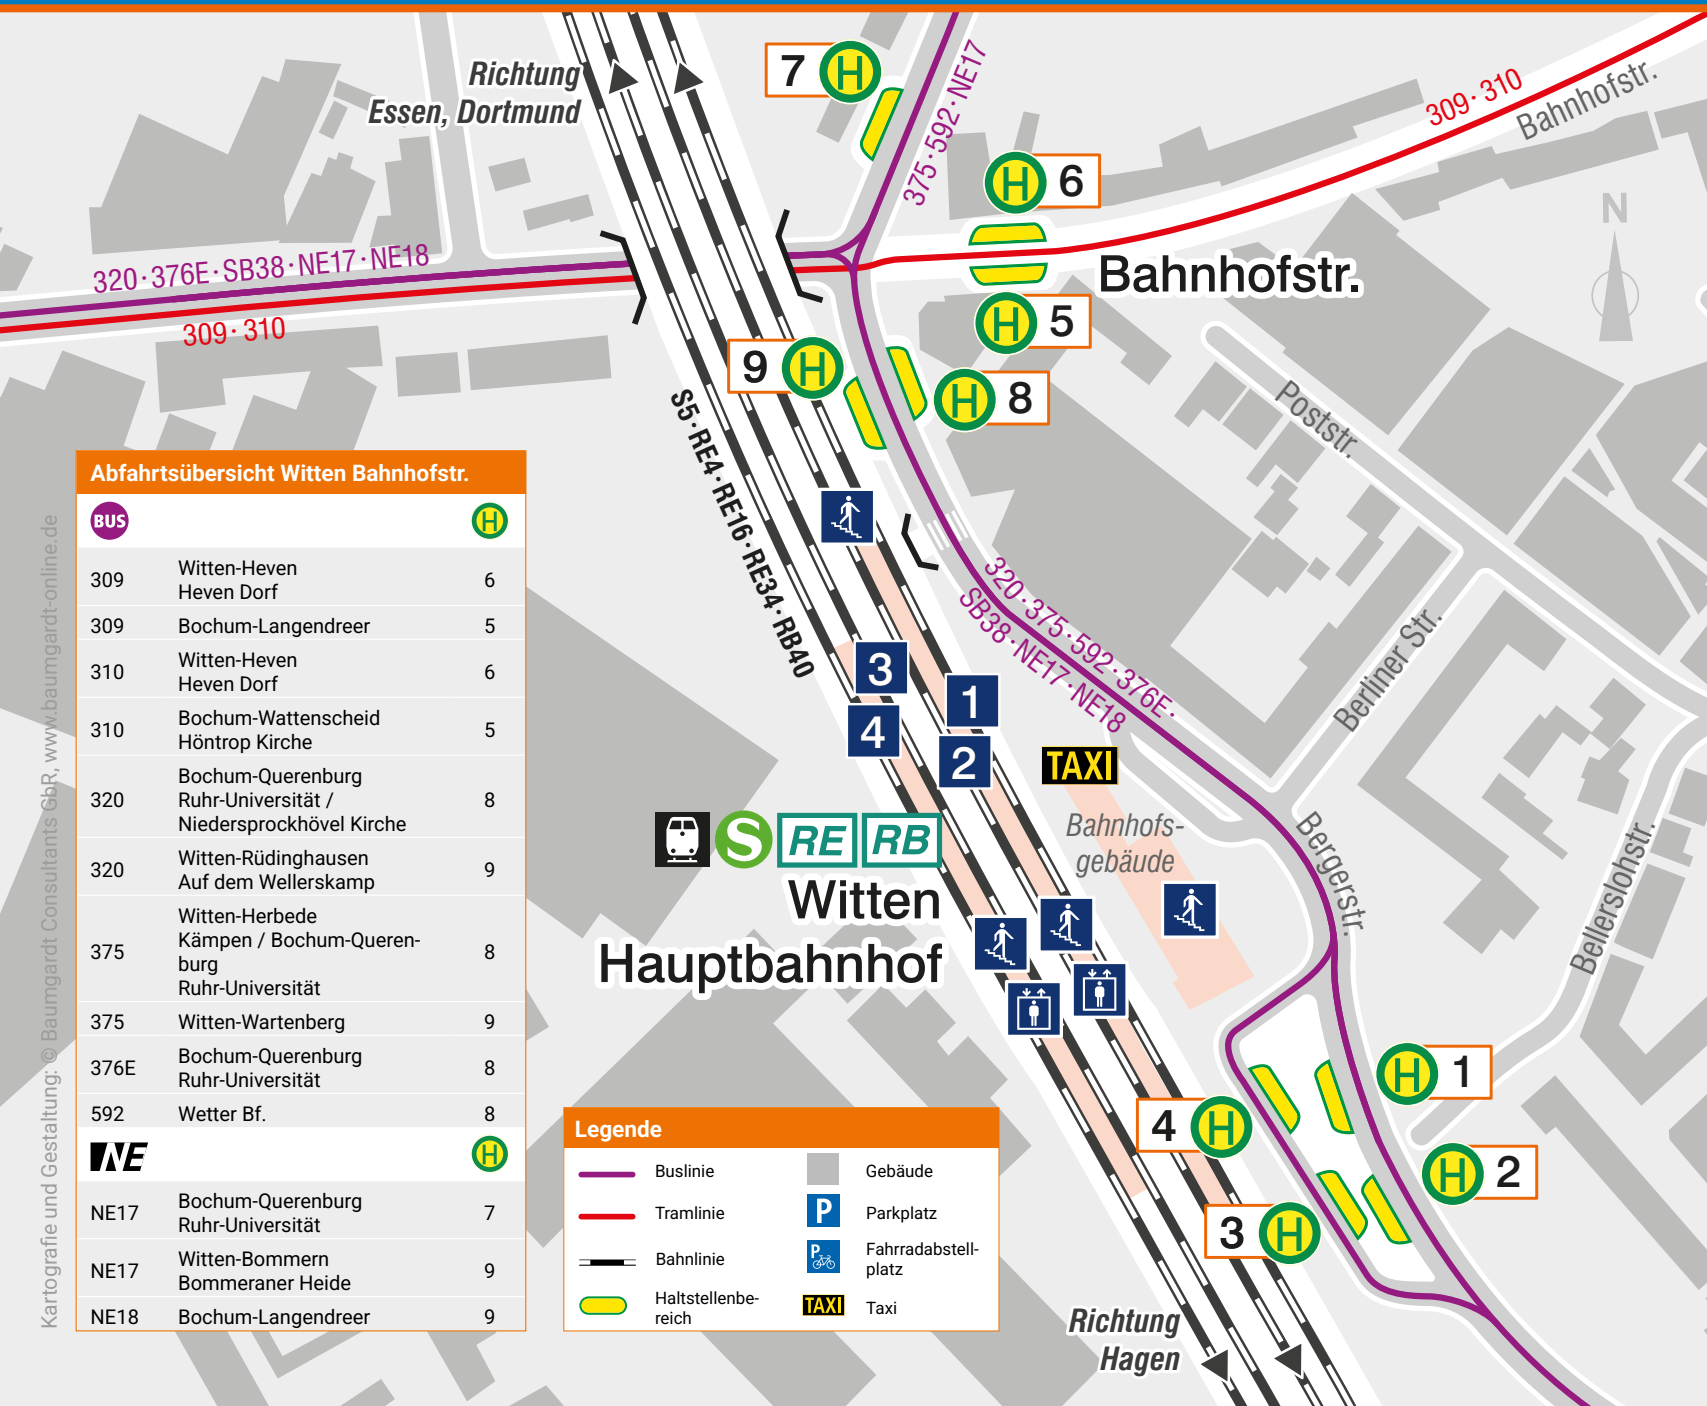 Richtung
Essen, Dortmund
7
H
375·592·NE17
H
6
309·310
Bahnhofstr.
N
320·376E·SB38·NE17·NE18
309·310
Bahnhofstr.
H
5
9
H
H
8
Poststr.
S5·RE4·RE16·RE34·RB40
320·375·592·376E·
SB38·NE17·NE18
Berliner Str.
3
4
1
2
TAXI
Bahnhofs-
gebäude
S
RE
RB
Witten
Hauptbahnhof
Bergerstr.
Bellerslohstr.
H
1
4
H
H
2
3
H
Richtung
Hagen
Abfahrtsübersicht Witten Bahnhofstr.
BUS
H
309 Witten-Heven
Heven Dorf 6
309 Bochum-Langendreer 5
310 Witten-Heven
Heven Dorf 6
310 Bochum-Wattenscheid
Höntrop Kirche 5
320 Bochum-Querenburg
Ruhr-Universität /
Niedersprockhövel Kirche 8
320 Witten-Rüdinghausen
Auf dem Wellerskamp 9
375 Witten-Herbede
Kämpen / Bochum-Queren-
burg
Ruhr-Universität 8
375 Witten-Wartenberg 9
376E Bochum-Querenburg
Ruhr-Universität 8
592 Wetter Bf. 8
NE
H
NE17 Bochum-Querenburg
Ruhr-Universität 7
NE17 Witten-Bommern
Bommeraner Heide 9
NE18 Bochum-Langendreer 9
Legende
Buslinie
Tramlinie
Bahnlinie
Haltstellenbe-
reich
Gebäude
P Parkplatz
P Fahrradabstell-
platz
TAXI Taxi
Kartografie und Gestaltung: © Baumgardt Consultants GbR, www.baumgardt-online.de